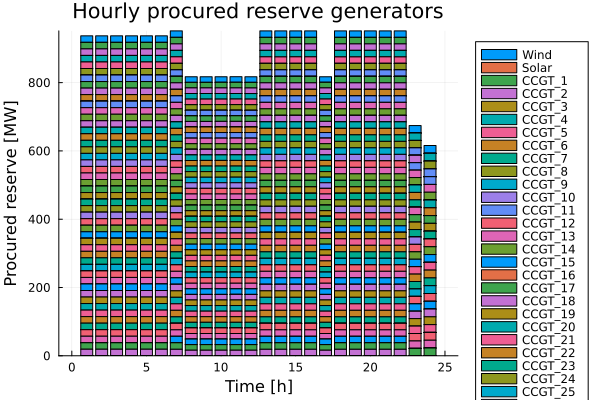 Hourly procured reserve generators
Procured reserve [MW]
800
600
400
200
0
0 5 10 15 20 25
Time [h]
Wind
Solar
CCGT_1
CCGT_2
CCGT_3
CCGT_4
CCGT_5
CCGT_6
CCGT_7
CCGT_8
CCGT_9
CCGT_10
CCGT_11
CCGT_12
CCGT_13
CCGT_14
CCGT_15
CCGT_16
CCGT_17
CCGT_18
CCGT_19
CCGT_20
CCGT_21
CCGT_22
CCGT_23
CCGT_24
CCGT_25